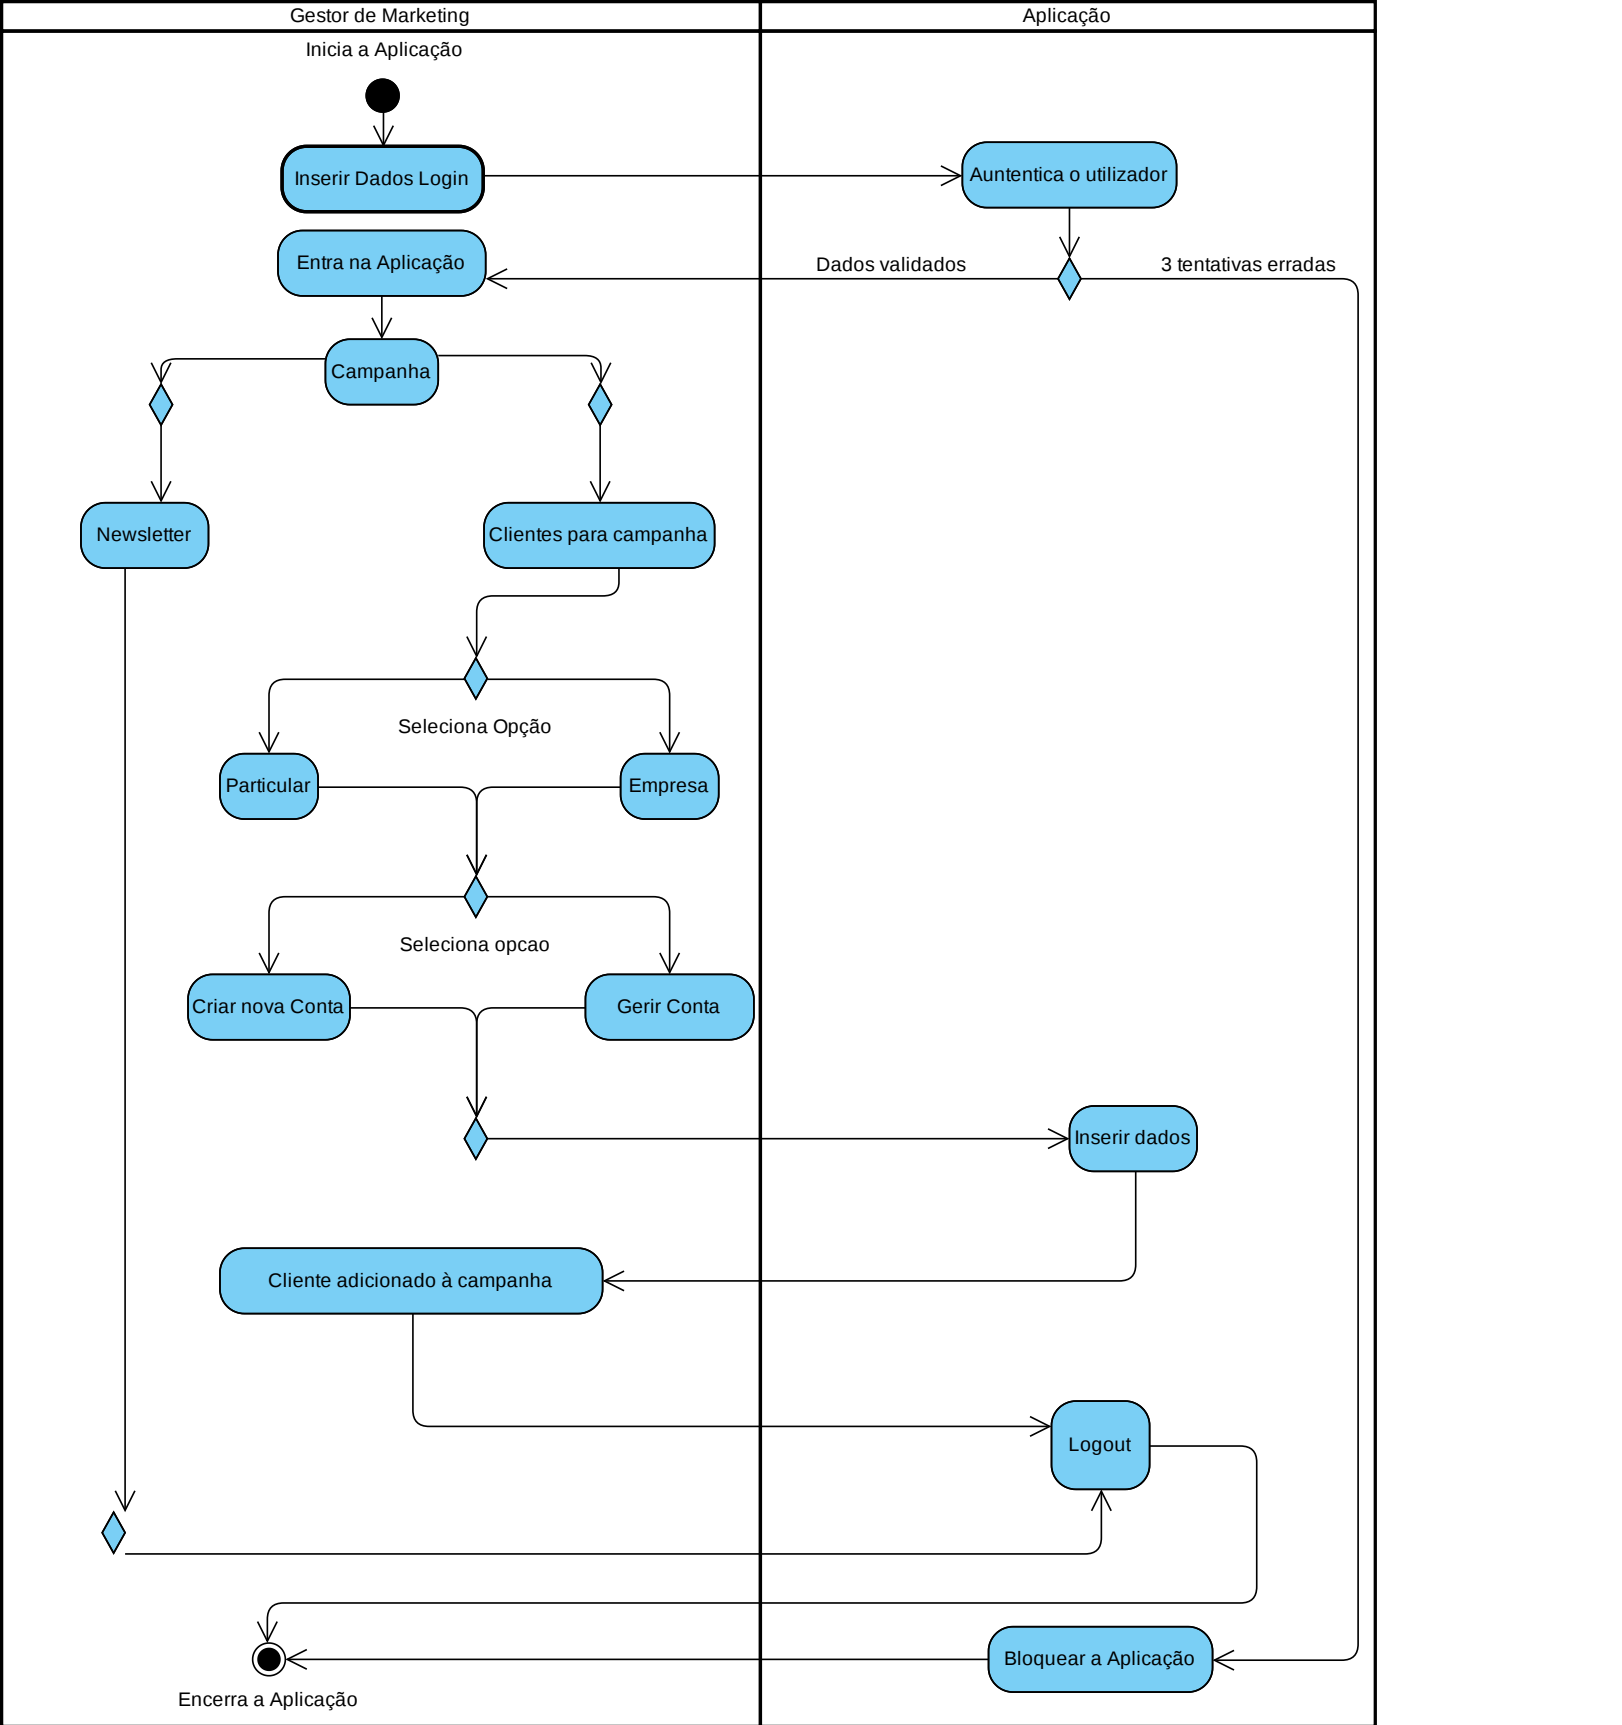 Gestor de Marketing
Aplicação
Inicia a Aplicação
Inserir Dados Login
Auntentica o utilizador
Entra na Aplicação
Dados validados
3 tentativas erradas
Campanha
Newsletter
Clientes para campanha
Seleciona Opção
Particular
Empresa
Seleciona opcao
Criar nova Conta
Gerir Conta
Inserir dados
Cliente adicionado à campanha
Logout
Bloquear a Aplicação
Encerra a Aplicação